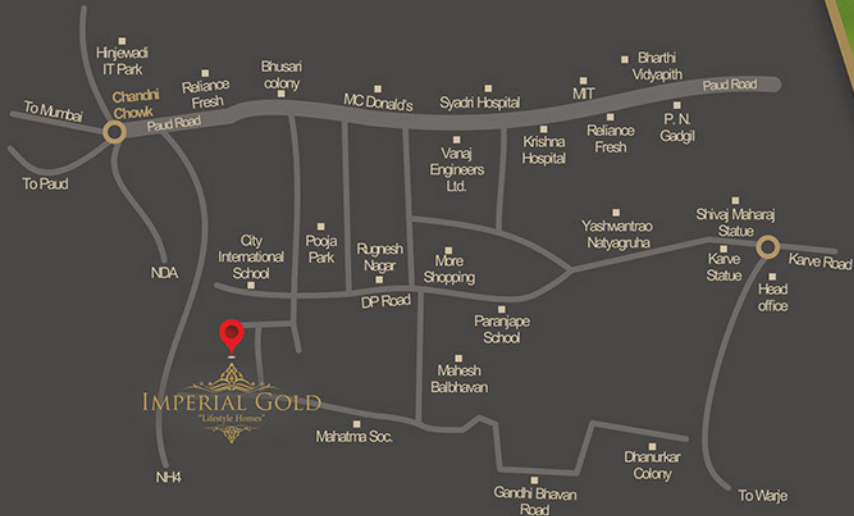 Hinjewadi
IT Park
Reliance
Fresh
Bhusari
colony
MC Donald's
Syadri Hospital
MIT
Bharthi
Vidyapith
Paud Road
Chandni
Chowk
To Mumbai
Paud Road
To Paud
Vanaj
Engineers
Ltd.
Krishna
Hospital
Reliance
Fresh
P. N.
Gadgil
NDA
City
International
School
Pooja
Park
Rugnesh
Nagar
More
Shopping
Yashwantrao
Natyagruha
Shivaj Maharaj
Statue
Karve
Statue
Karve Road
Head
office
DP Road
Paranjape
School
Mahesh
Balbhavan
IMPERIAL GOLD
"Lifestyle Homes"
Mahatma Soc.
NH4
Gandhi Bhavan
Road
Dhanurkar
Colony
To Warje